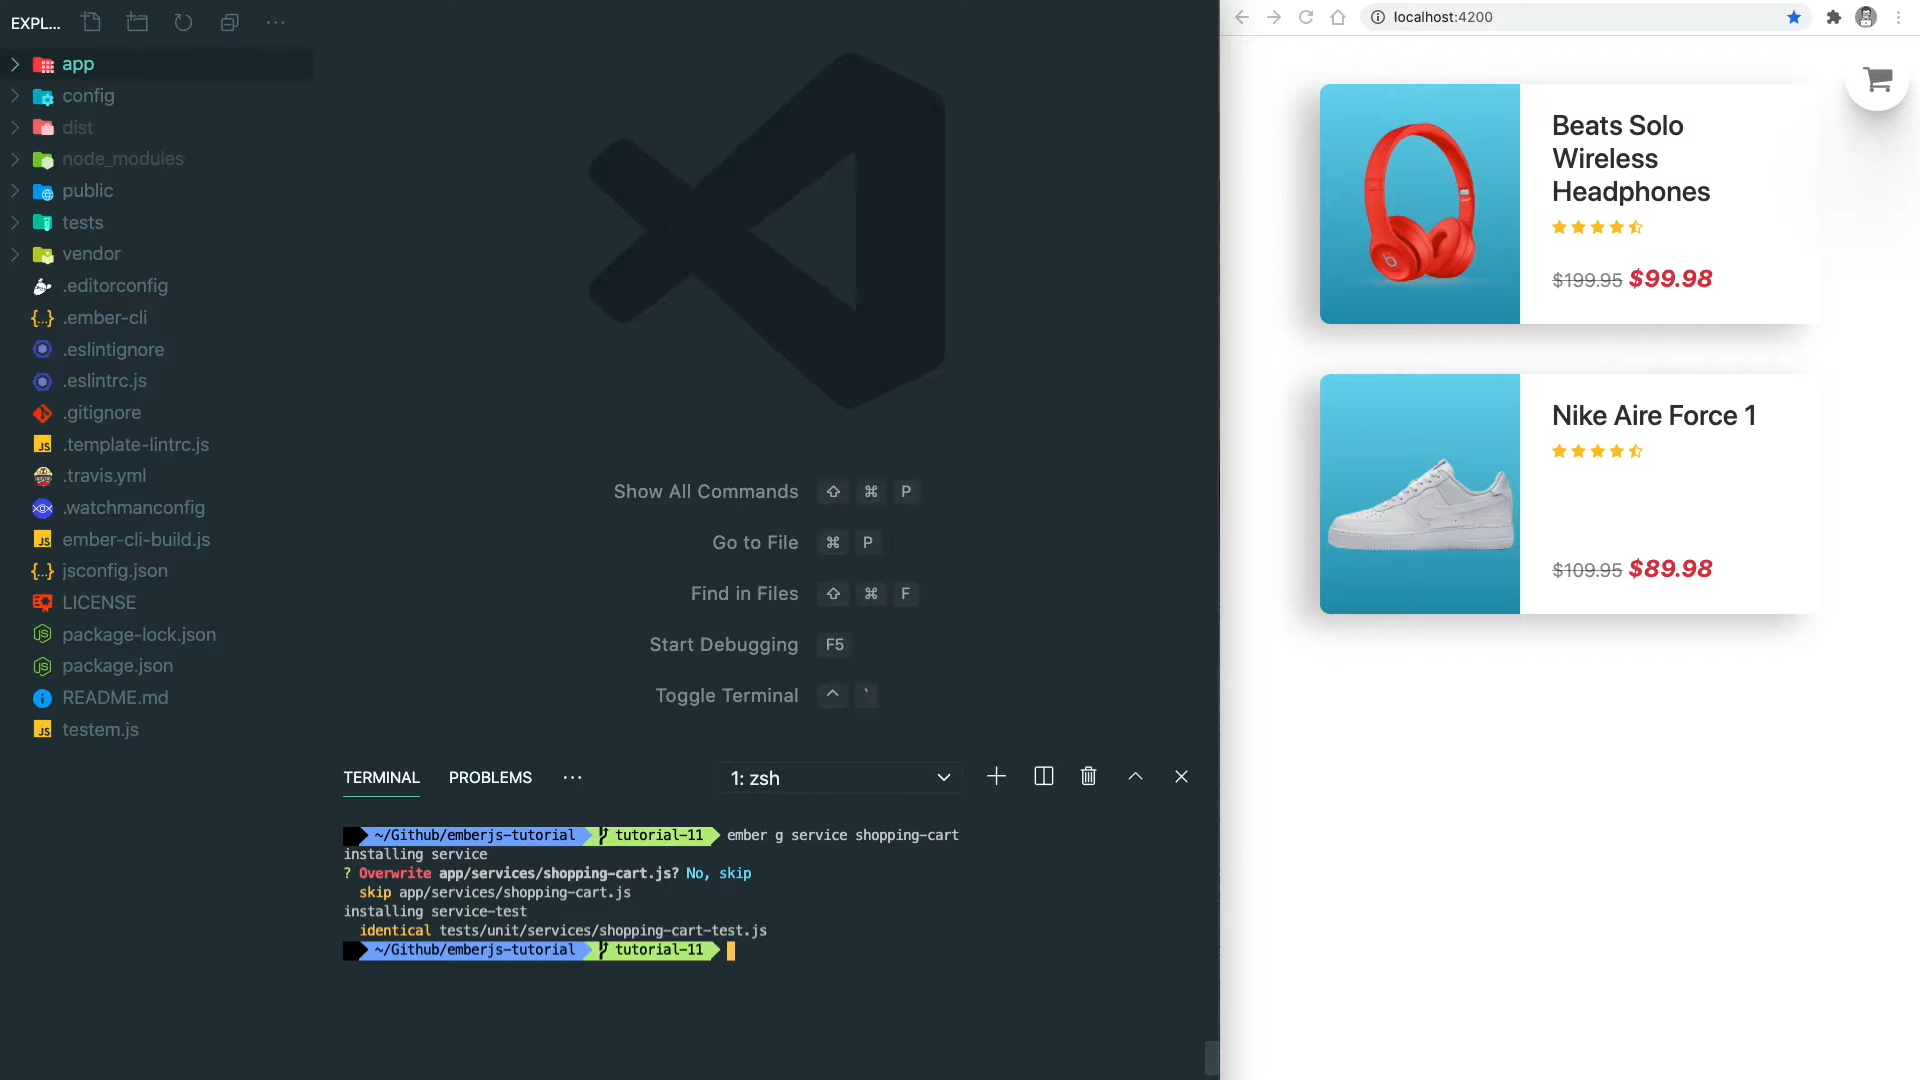 EXPL...
app
config
dist
node_modules
public
tests
vendor
.editorconfig
.ember-cli
.eslintignore
.eslintrc.js
.gitignore
.template-lintrc.js
.travis.yml
.watchmanconfig
ember-cli-build.js
jsconfig.json
LICENSE
package-lock.json
package.json
README.md
testem.js
Show All Commands ⇧ ⌘ P
Go to File ⌘ P
Find in Files ⇧ ⌘ F
Start Debugging F5
Toggle Terminal ^ `
TERMINAL PROBLEMS ... 1: zsh
~/Github/emberjs-tutorial tutorial-11 ember g service shopping-cart
installing service
? Overwrite app/services/shopping-cart.js? No, skip
skip app/services/shopping-cart.js
installing service-test
identical tests/unit/services/shopping-cart-test.js
~/Github/emberjs-tutorial tutorial-11
localhost:4200
Beats Solo
Wireless
Headphones
$199.95 $99.98
Nike Aire Force 1
$109.95 $89.98